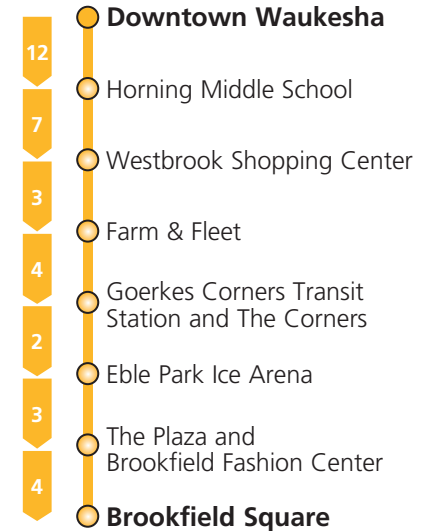 Downtown Waukesha
12
Horning Middle School
7
Westbrook Shopping Center
3
Farm & Fleet
4
Goerkes Corners Transit
Station and The Corners
2
Eble Park Ice Arena
3
The Plaza and
Brookfield Fashion Center
4
Brookfield Square